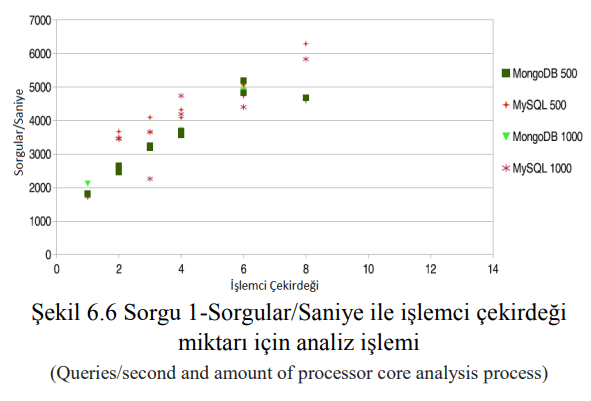 7000
6000
5000
4000
3000
2000
1000
0
Sorgular/Saniye
0 2 4 6 8 10 12 14
İşlemci Çekirdeği
MongoDB 500
MySQL 500
MongoDB 1000
MySQL 1000
Şekil 6.6 Sorgu 1-Sorgular/Saniye ile işlemci çekirdeği
miktarı için analiz işlemi
(Queries/second and amount of processor core analysis process)